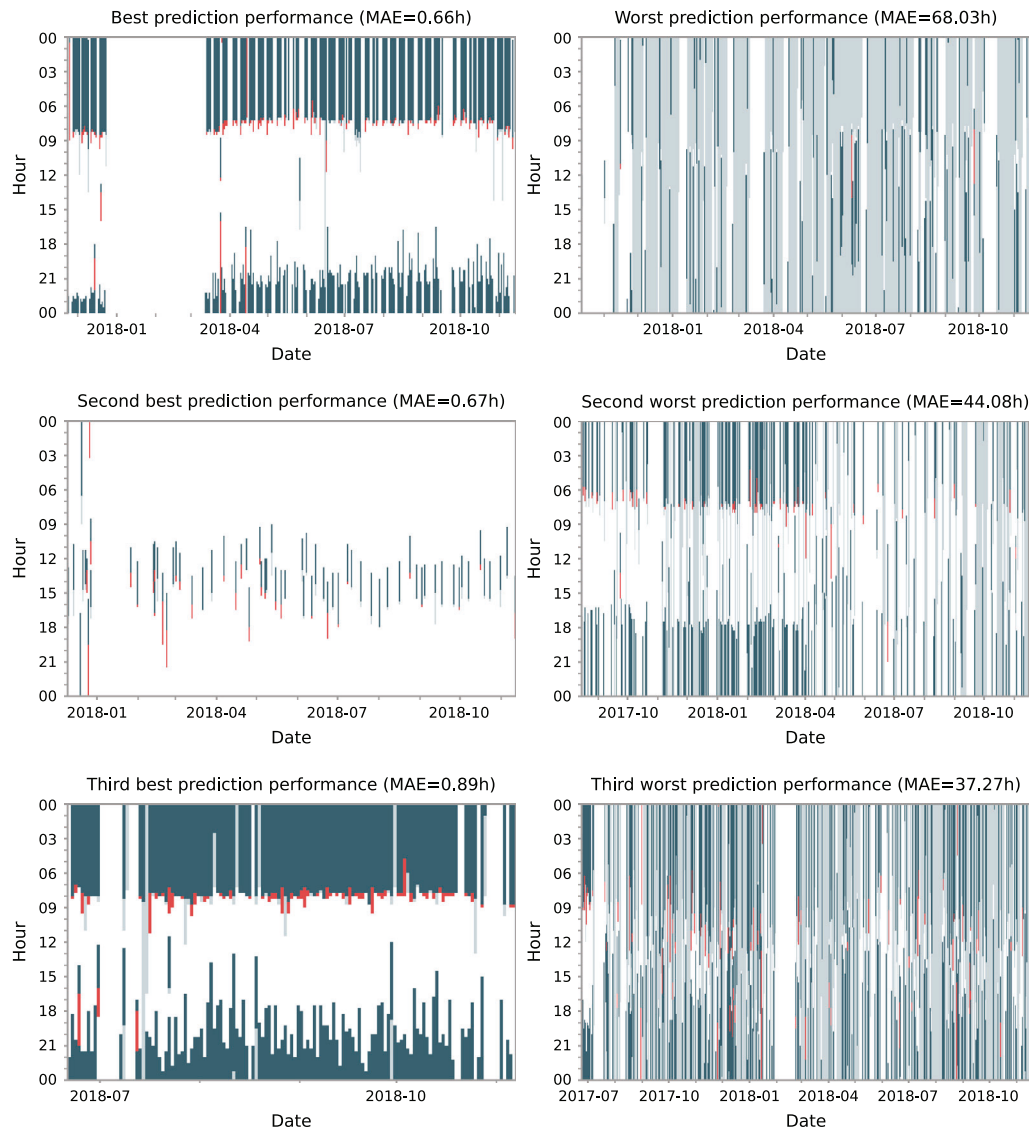 Best prediction performance (MAE=0.66h)
00
03
06
09
12
15
18
21
00
Hour
2018-01 2018-04 2018-07 2018-10
Date
Worst prediction performance (MAE=68.03h)
00
03
06
09
12
15
18
21
00
Hour
2018-01 2018-04 2018-07 2018-10
Date
Second best prediction performance (MAE=0.67h)
00
03
06
09
12
15
18
21
00
Hour
2018-01 2018-04 2018-07 2018-10
Date
Second worst prediction performance (MAE=44.08h)
00
03
06
09
12
15
18
21
00
Hour
2017-10 2018-01 2018-04 2018-07 2018-10
Date
Third best prediction performance (MAE=0.89h)
00
03
06
09
12
15
18
21
00
Hour
2018-07 2018-10
Date
Third worst prediction performance (MAE=37.27h)
00
03
06
09
12
15
18
21
00
Hour
2017-07 2017-10 2018-01 2018-04 2018-07 2018-10
Date